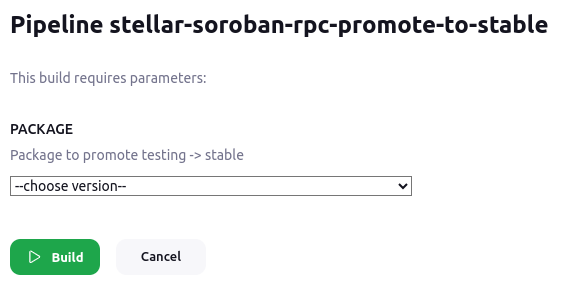 Pipeline stellar-soroban-rpc-promote-to-stable
This build requires parameters:
PACKAGE
Package to promote testing -> stable
--choose version--
Build
Cancel